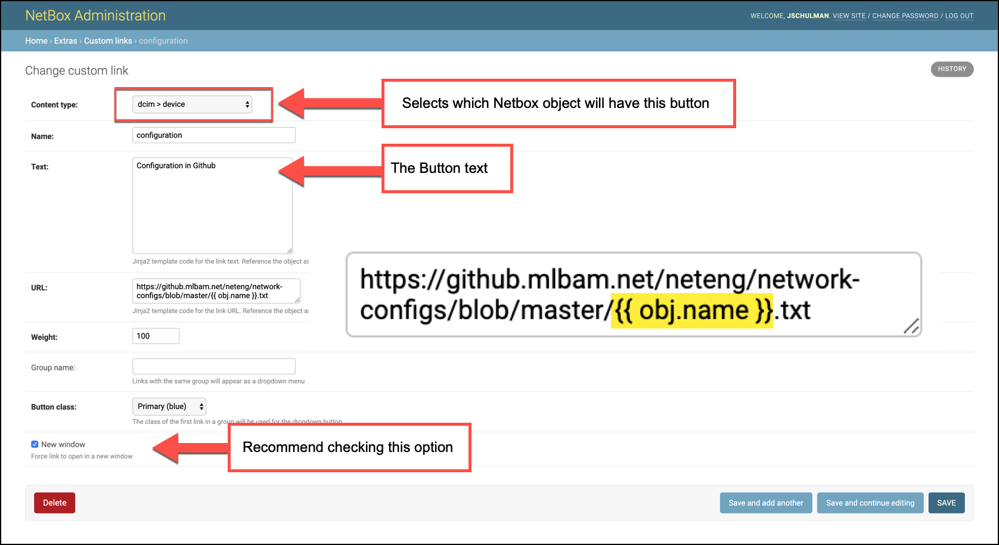 NetBox Administration
WELCOME, JSCHULMAN. VIEW SITE / CHANGE PASSWORD / LOG OUT
Home › Extras › Custom links › configuration
Change custom link
HISTORY
Content type:
dcim > device
Selects which Netbox object will have this button
Name:
configuration
Text:
Configuration in Github
The Button text
Jinja2 template code for the link text. Reference the object as
URL:
https://github.mlbam.net/neteng/network-
configs/blob/master/{{ obj.name }}.txt
Jinja2 template code for the link URL. Reference the object as
https://github.mlbam.net/neteng/network-
configs/blob/master/{{ obj.name }}.txt
Weight:
100
Group name:
Links with the same group will appear as a dropdown menu
Button class:
Primary (blue)
The class of the first link in a group will be used for the dropdown button
New window
Force link to open in a new window
Recommend checking this option
Delete
Save and add another
Save and continue editing
SAVE